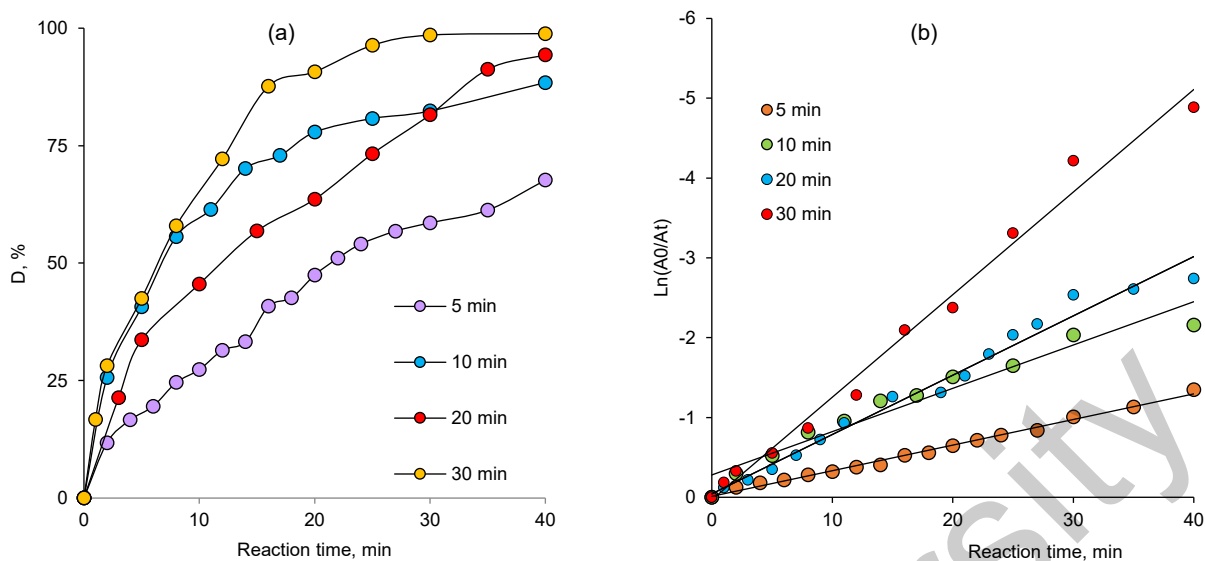 (a)
100
75
50
25
0
D, %
0 10 20 30 40
Reaction time, min
5 min
10 min
20 min
30 min
(b)
-6
-5
-4
-3
-2
-1
0
Ln(A0/At)
0 10 20 30 40
Reaction time, min
5 min
10 min
20 min
30 min
rsity